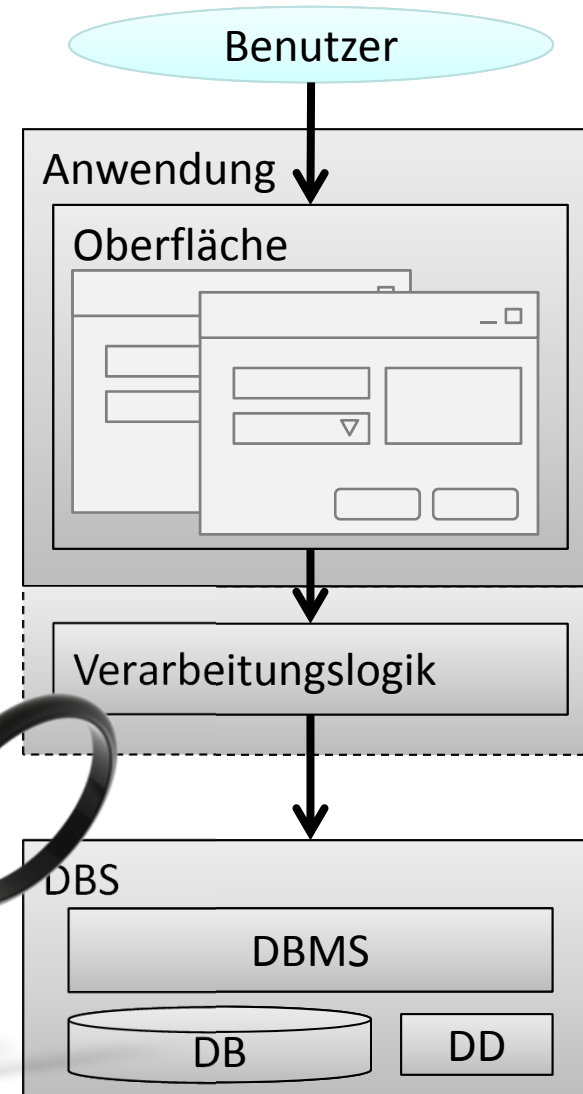 Benutzer
Anwendung
Oberfläche
Verarbeitungslogik
DBS
DBMS
DB
DD